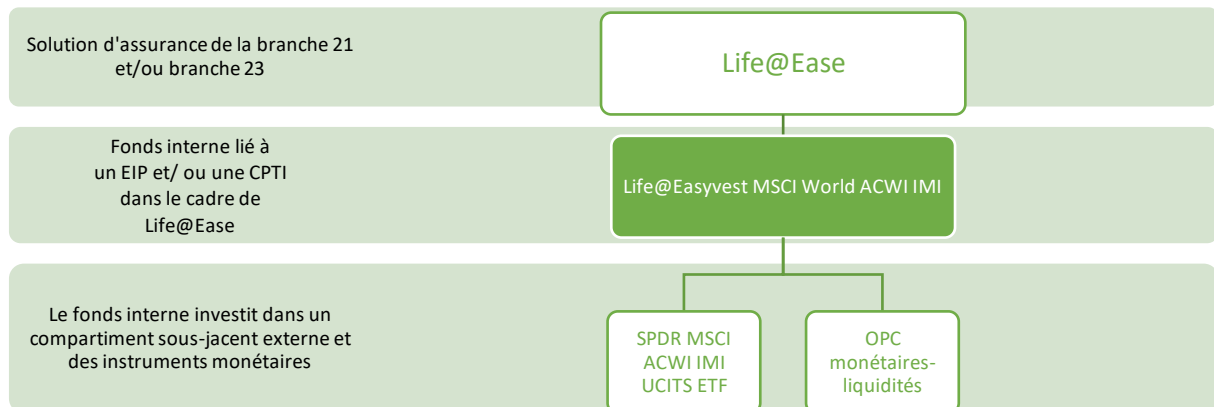 Solution d'assurance de la branche 21
et/ou branche 23
Life@Ease
Fonds interne lié à
un EIP et/ ou une CPTI
dans le cadre de
Life@Ease
Life@Easyvest MSCI World ACWI IMI
Le fonds interne investit dans un
compartiment sous-jacent externe et
des instruments monétaires
SPDR MSCI
ACWI IMI
UCITS ETF
OPC
monétaires-
liquidités